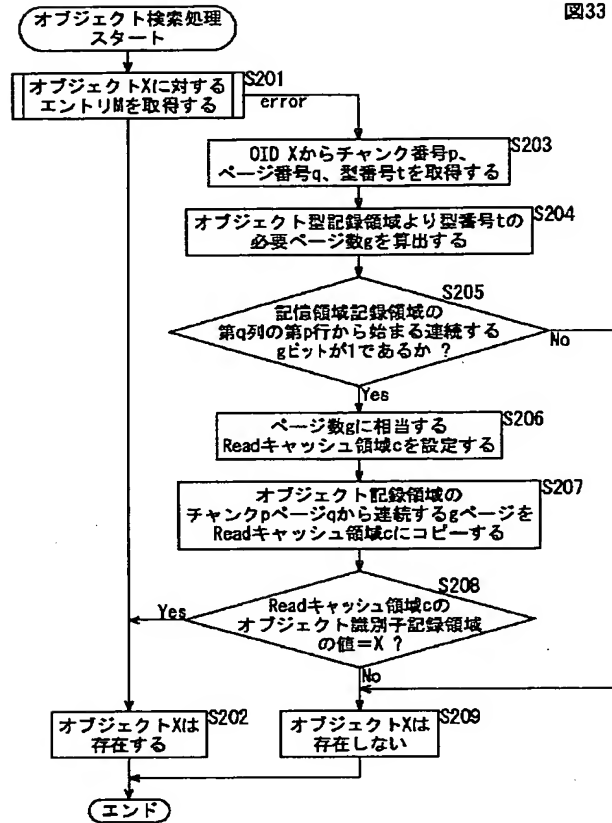 図33
オブジェクト検索処理
スタート
S201
オブジェクトXに対する
エントリMを取得する
error
S203
OID Xからチャンク番号p、
ページ番号q、型番号tを取得する
S204
オブジェクト型記録領域より型番号tの
必要ページ数gを算出する
S205
記憶領域記録領域の
第q列の第p行から始まる連続する
gビットが1であるか ?
No
Yes
S206
ページ数gに相当する
Readキャッシュ領域cを設定する
S207
オブジェクト記録領域の
チャンクpページqから連続するgページを
Readキャッシュ領域cにコピーする
S208
Yes
Readキャッシュ領域cの
オブジェクト識別子記録領域
の値=X ?
No
S202
オブジェクトXは
存在する
S209
オブジェクトXは
存在しない
エンド